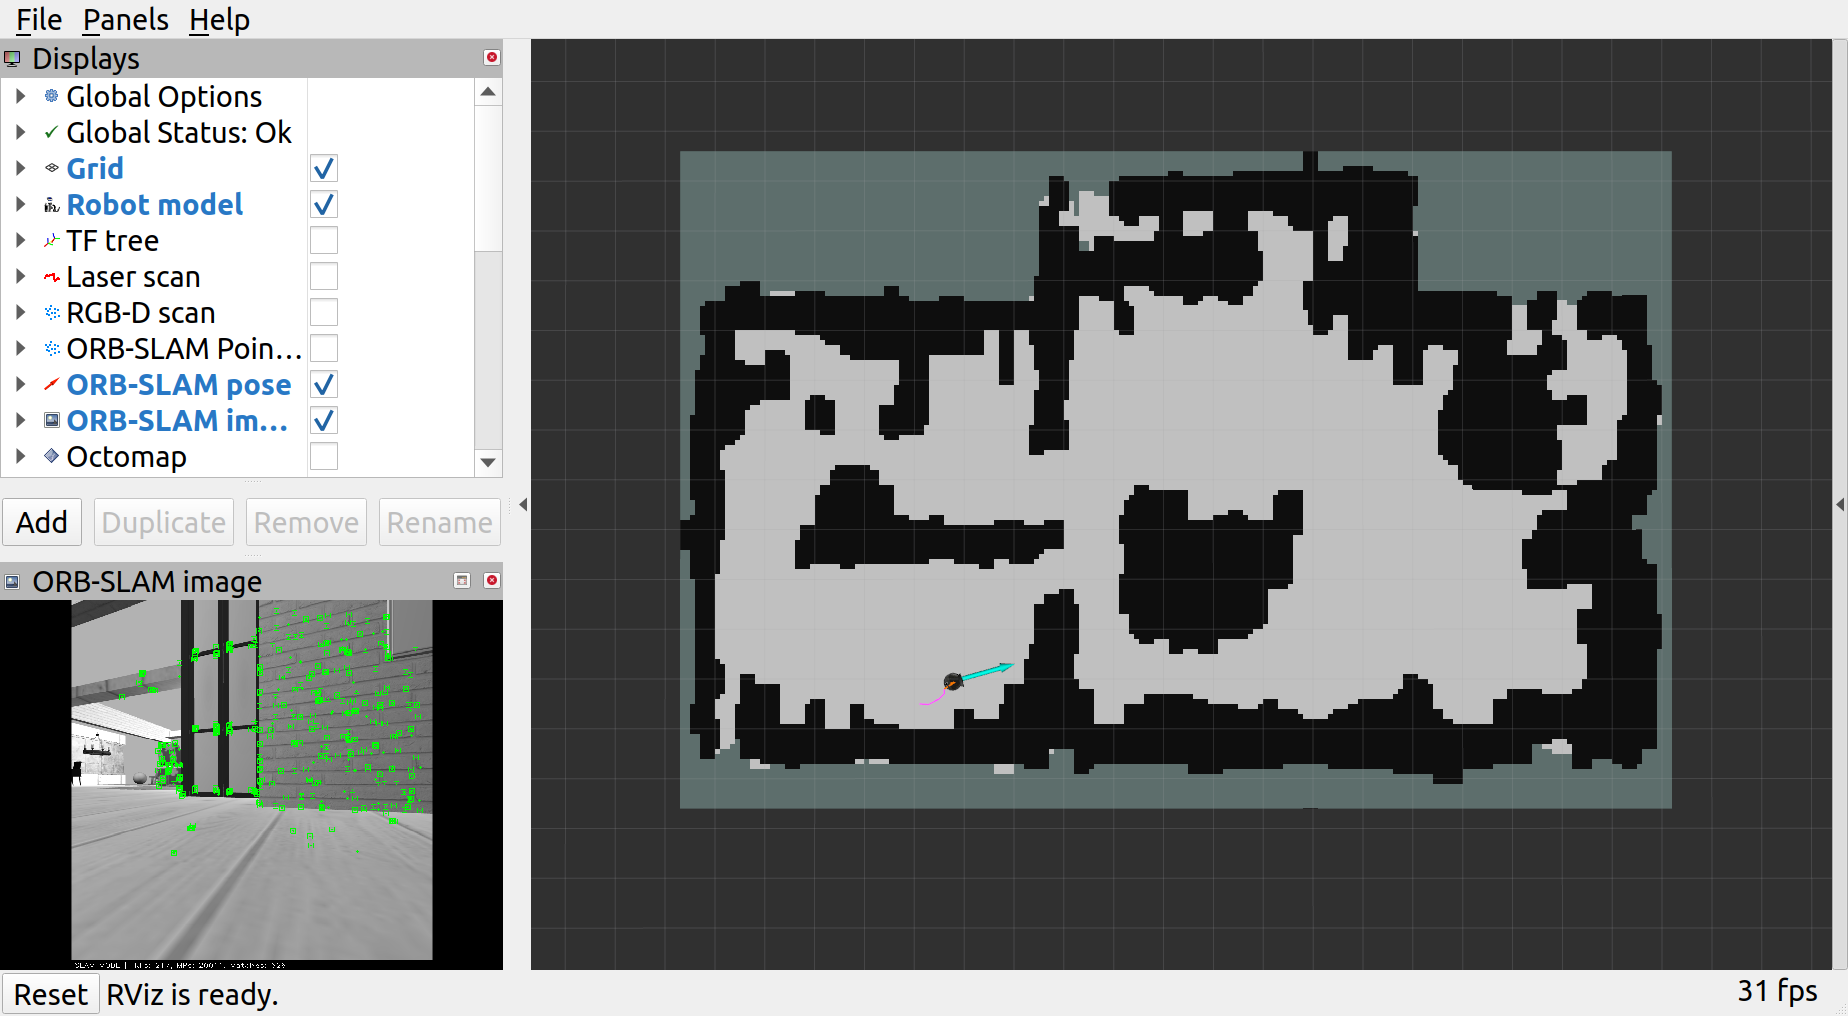 File Panels Help
Displays
Global Options
Global Status: Ok
Grid
Robot model
TF tree
Laser scan
RGB-D scan
ORB-SLAM Poin...
ORB-SLAM pose
ORB-SLAM im...
Octomap
Add Duplicate Remove Rename
ORB-SLAM image
SLAM MODE |
Reset RViz is ready.
31 fps